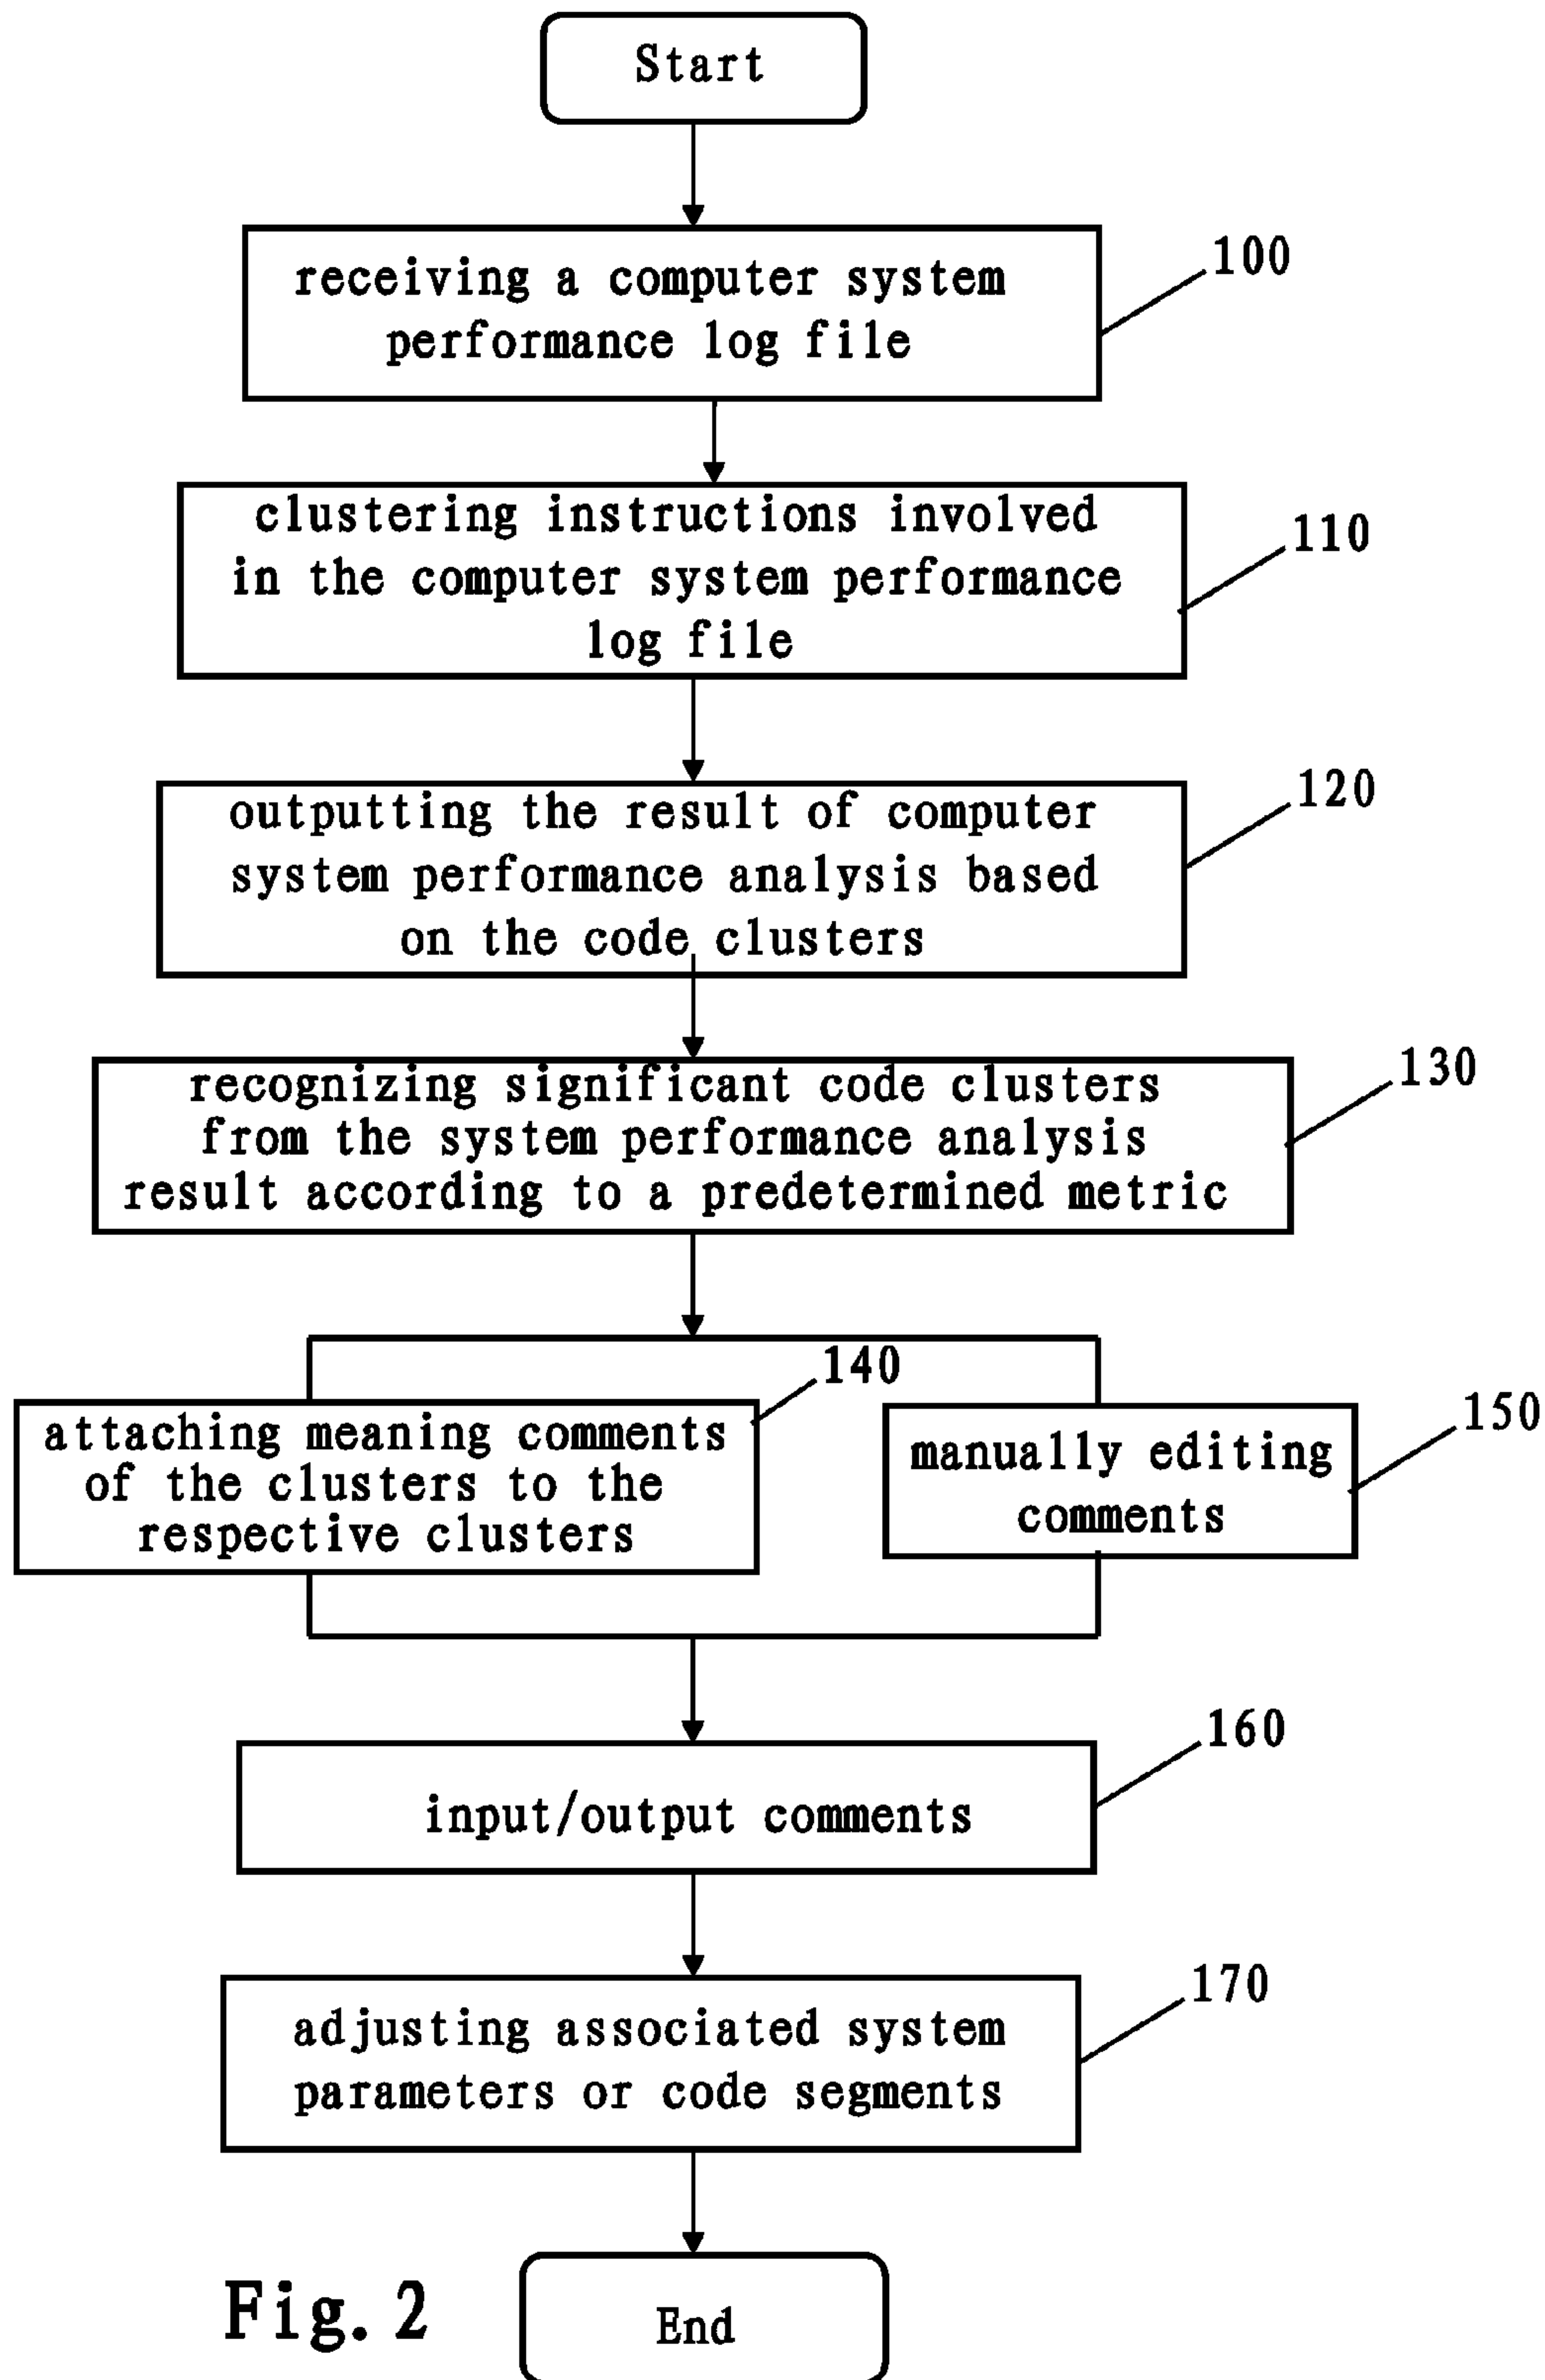 Start
receiving a computer system
performance log file
100
clustering instructions involved
in the computer system performance
log file
110
outputting the result of computer
system performance analysis based
on the code clusters
120
recognizing significant code clusters
from the system performance analysis
result according to a predetermined metric
130
attaching meaning comments
of the clusters to the
respective clusters
140
manually editing
comments
150
input/output comments
160
adjusting associated system
parameters or code segments
170
End
Fig. 2